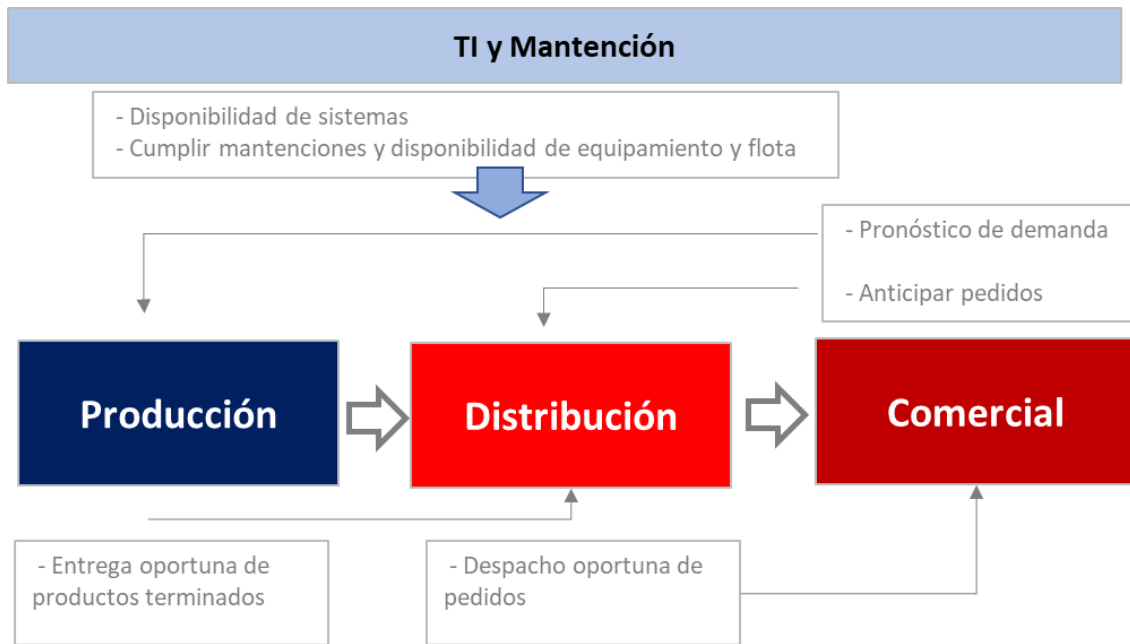 TI y Mantención
- Disponibilidad de sistemas
- Cumplir mantenciones y disponibilidad de equipamiento y flota
- Pronóstico de demanda
- Anticipar pedidos
Producción
Distribución
Comercial
- Entrega oportuna de
productos terminados
- Despacho oportuna de
pedidos